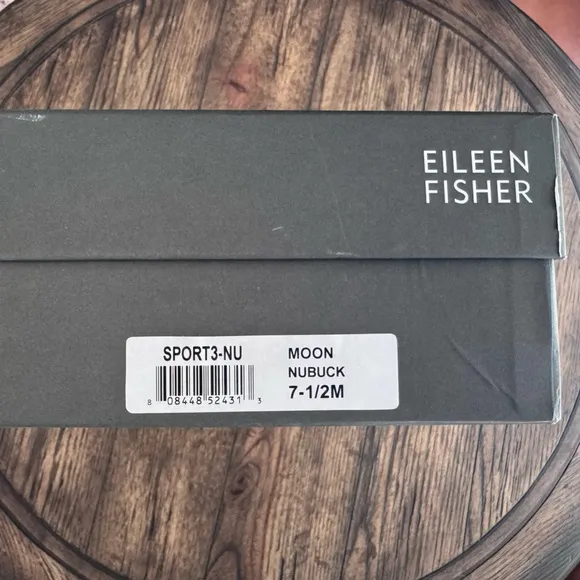 EILEEN
FISHER
SPORT3-NU
MOON
NUBUCK
7-1/2M
8 08448 52431 3